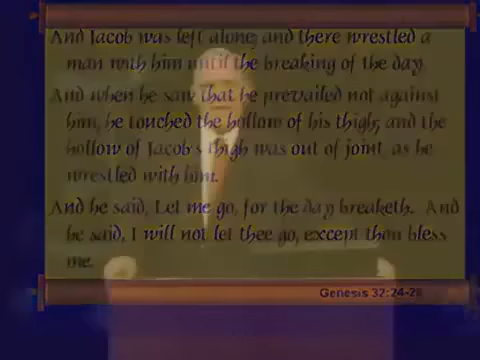 And Jacob was left alone; and there wrestled a
man with him until the breaking of the day.
And when he saw that he prevailed not against
him, he touched the hollow of his thigh; and the
hollow of Jacob's thigh was out of joint, as he
wrestled with him.
And he said, Let me go, for the day breaketh. And
he said, I will not let thee go, except thou bless
me.
Genesis 32:24-26